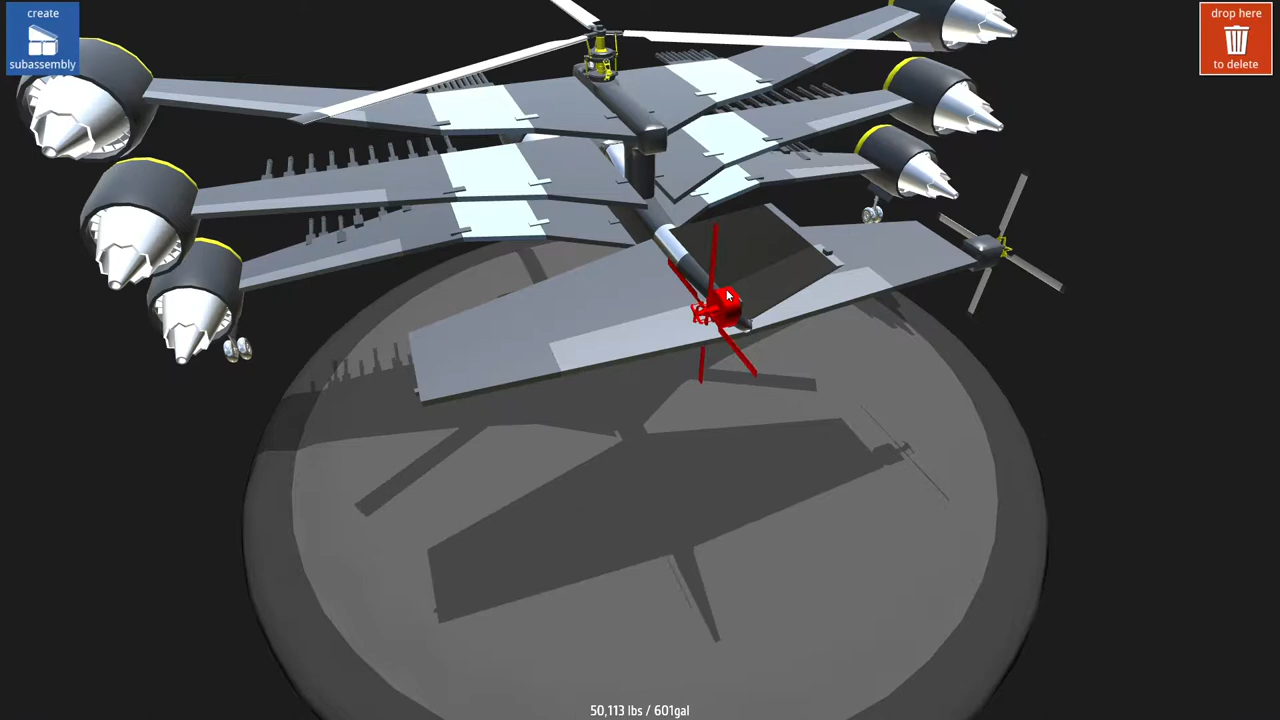 create
subassembly
drop here
to delete
50,113 lbs / 601gal